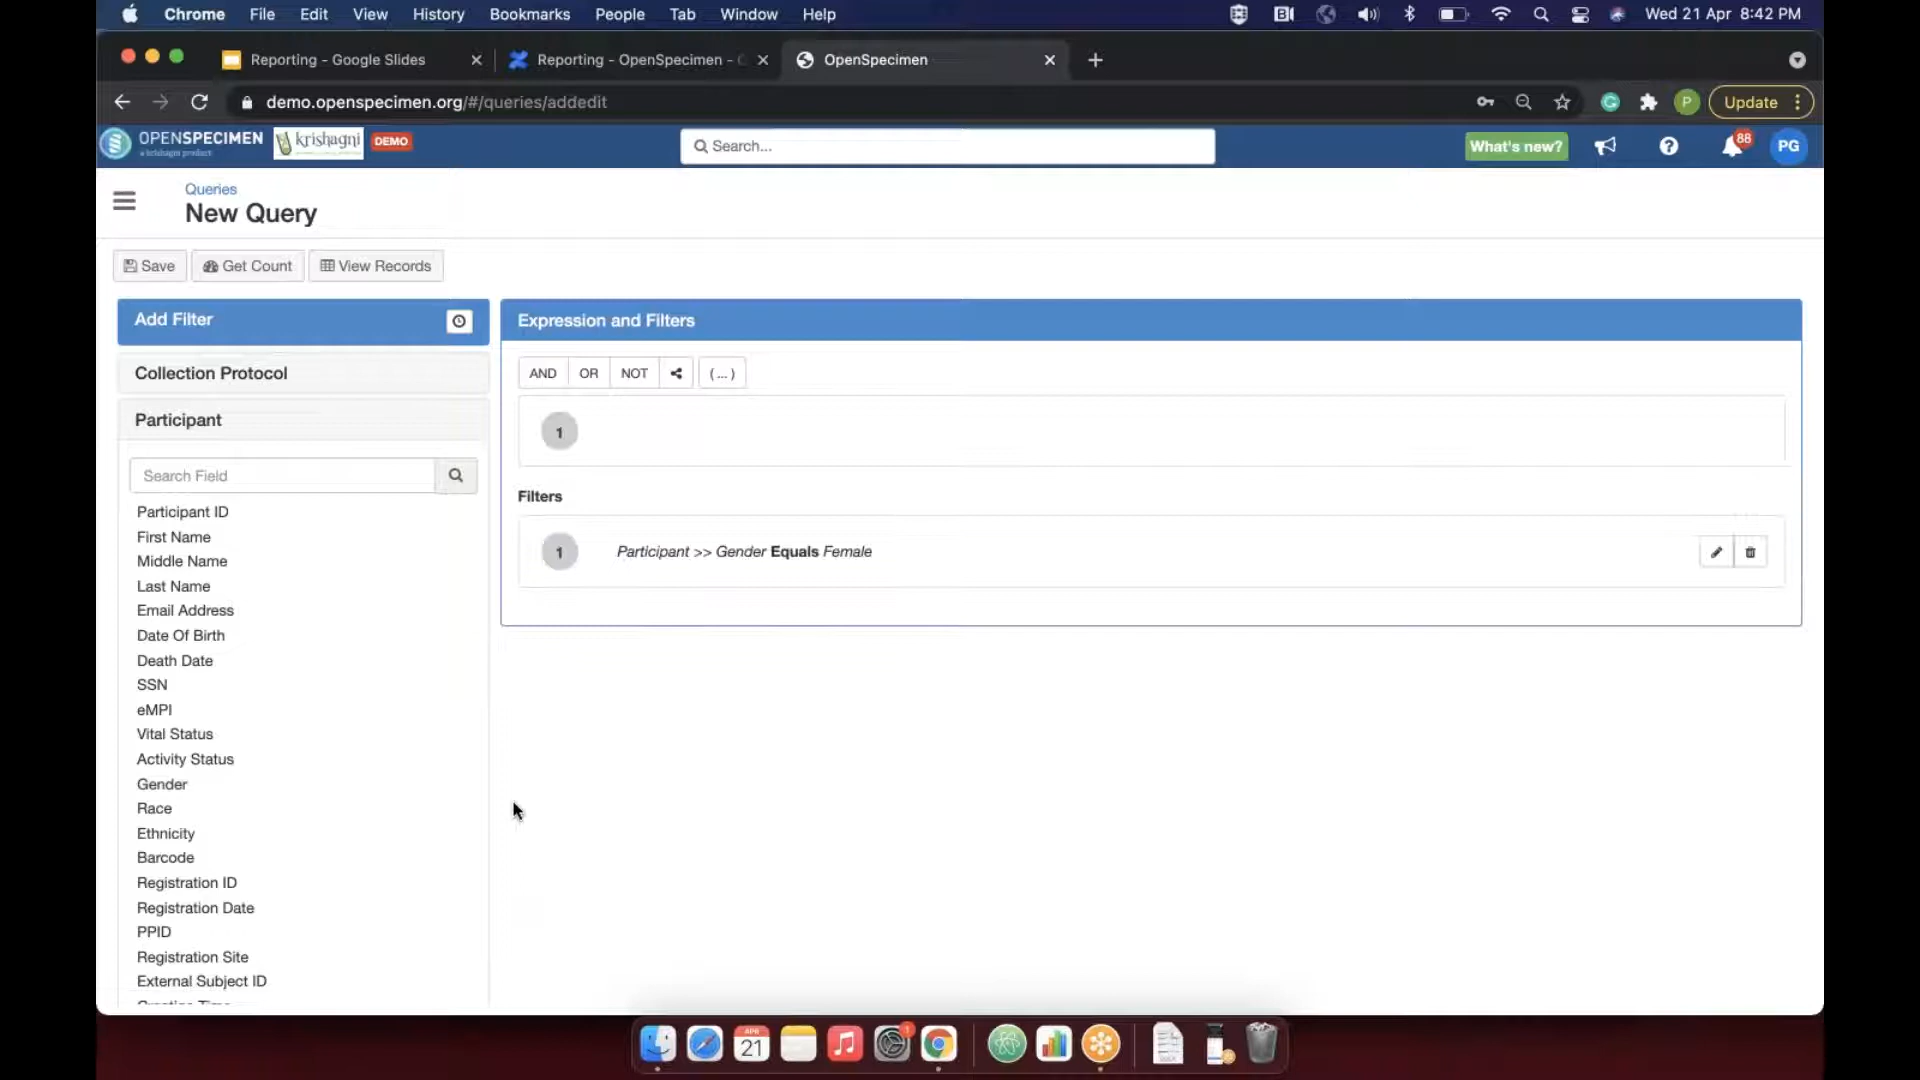 Chrome File Edit View History Bookmarks People Tab Window Help Wed 21 Apr 8:42 PM
Reporting - Google Slides Reporting - OpenSpecimen - OpenSpecimen
demo.openspecimen.org/#/queries/addedit P Update
OPENSPECIMEN krishagni DEMO Search... What's new? 88 PG
a krishagni product
Queries
New Query
Save Get Count View Records
Add Filter
Expression and Filters
Collection Protocol
AND OR NOT (...)
Participant
1
Search Field
Filters
Participant ID
First Name
1 Participant >> Gender Equals Female
Middle Name
Last Name
Email Address
Date Of Birth
Death Date
SSN
eMPI
Vital Status
Activity Status
Gender
Race
Ethnicity
Barcode
Registration ID
Registration Date
PPID
Registration Site
External Subject ID
APR
21
1